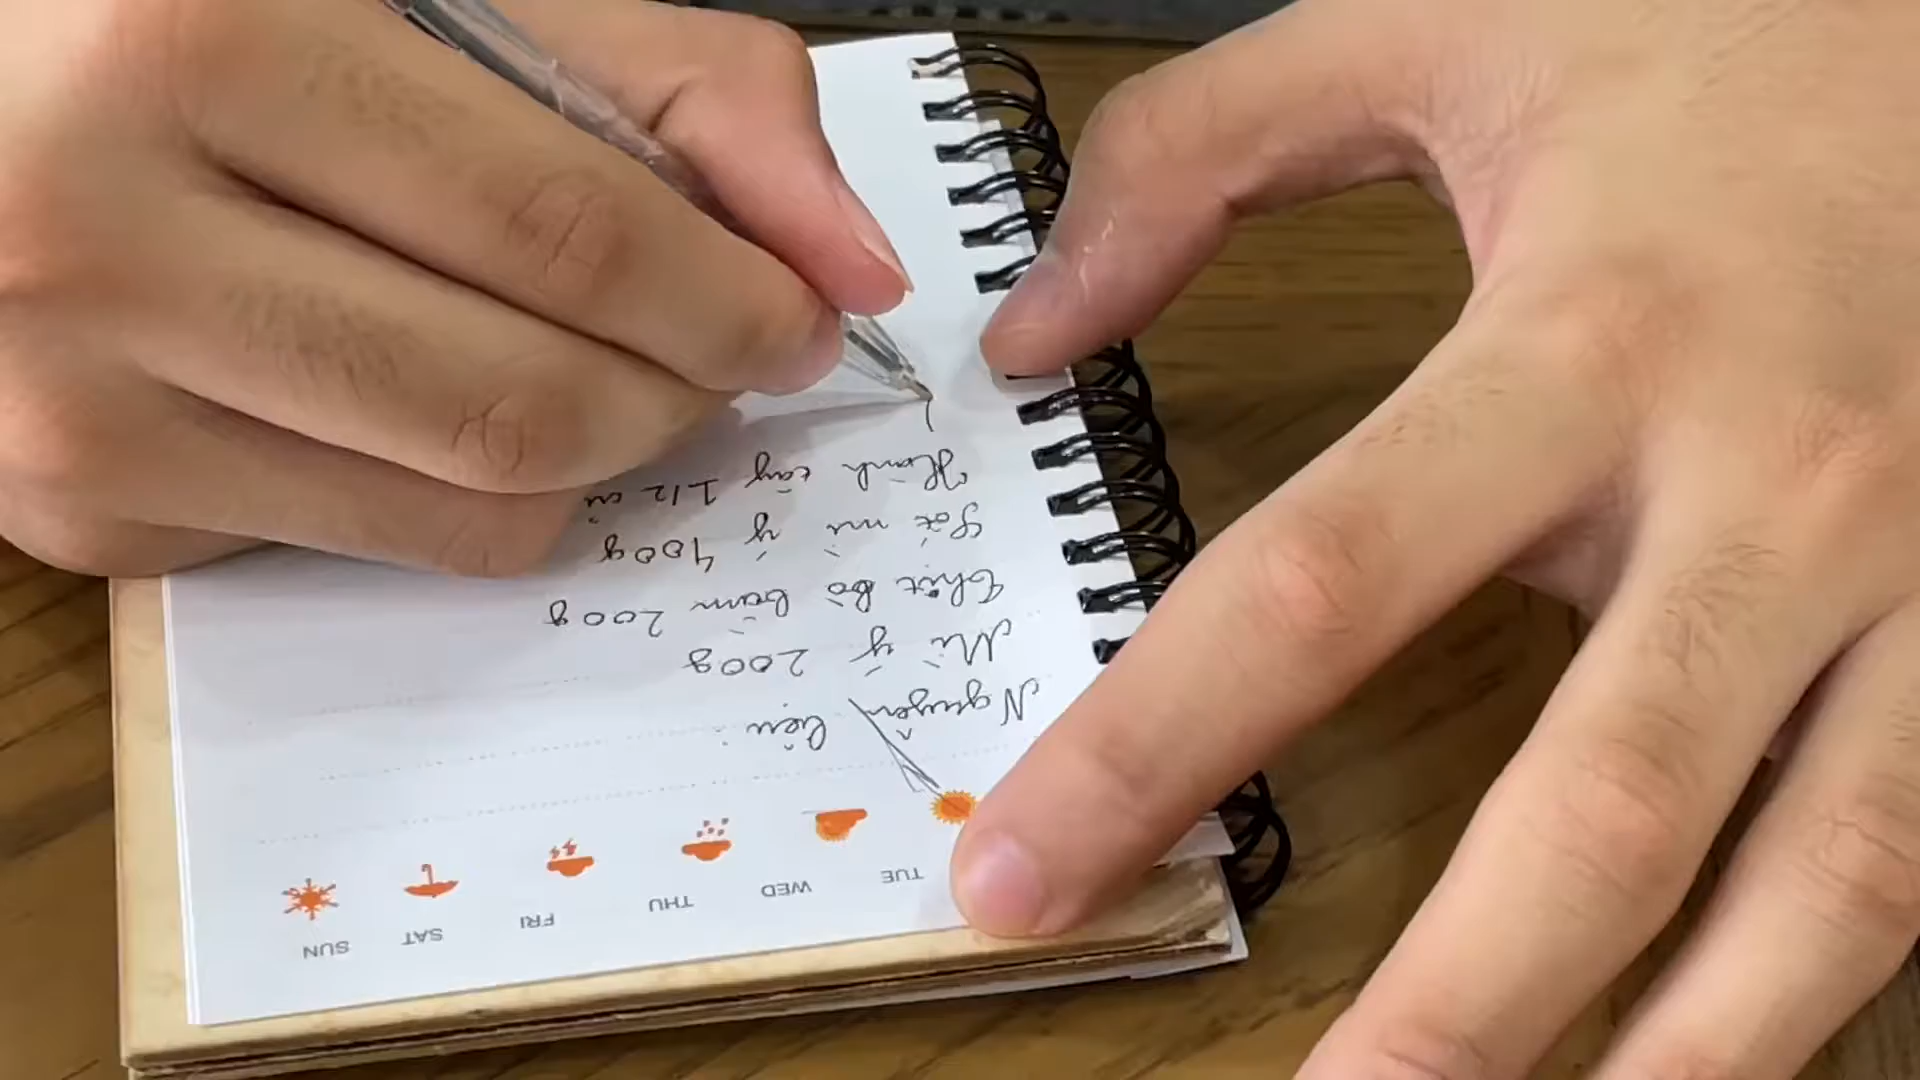 TUE WED THU FRI SAT SUN
Nguyên liệu:
Mì ý 200g
Thịt bò bằm 200g
Sốt mì ý 400g
Hành tây 1/2 củ